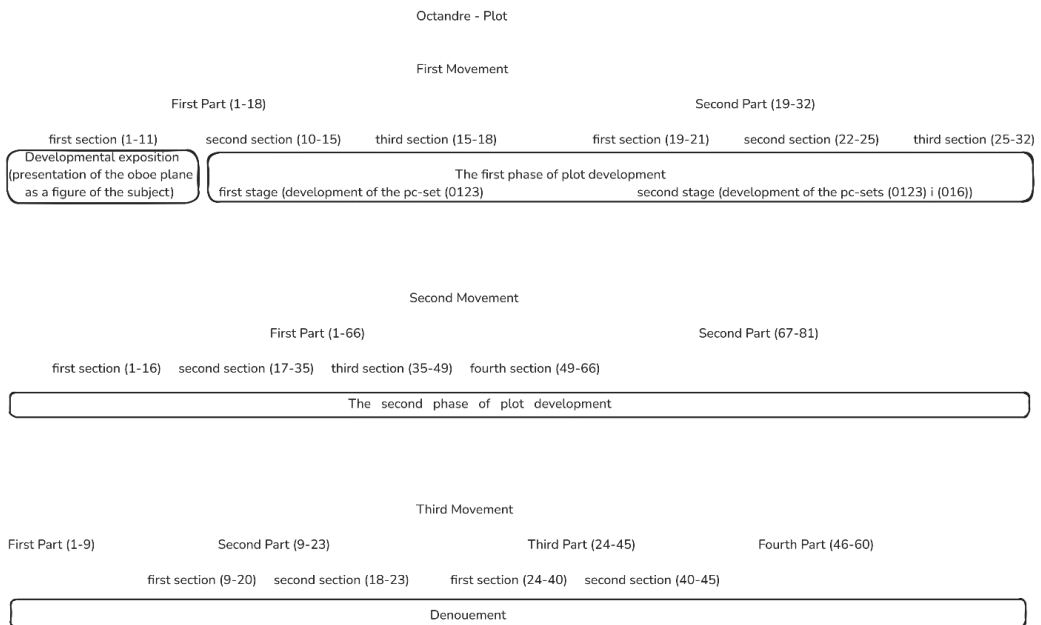 Octandre - Plot
First Movement
First Part (1-18) Second Part (19-32)
first section (1-11) second section (10-15) third section (15-18) first section (19-21) second section (22-25) third section (25-32)
Developmental exposition
(presentation of the oboe plane
as a figure of the subject)
The first phase of plot development
first stage (development of the pc-set (0123) second stage (development of the pc-sets (0123) i (016))
Second Movement
First Part (1-66) Second Part (67-81)
first section (1-16) second section (17-35) third section (35-49) fourth section (49-66)
The second phase of plot development
Third Movement
First Part (1-9) Second Part (9-23) Third Part (24-45) Fourth Part (46-60)
first section (9-20) second section (18-23) first section (24-40) second section (40-45)
Denouement